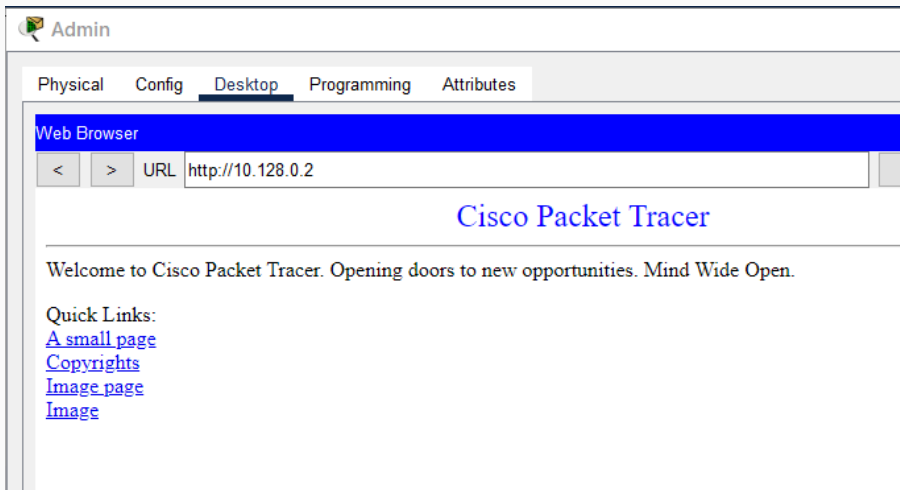 Admin
Physical Config Desktop Programming Attributes
Web Browser
< > URL http://10.128.0.2
Cisco Packet Tracer
Welcome to Cisco Packet Tracer. Opening doors to new opportunities. Mind Wide Open.
Quick Links:
A small page
Copyrights
Image page
Image